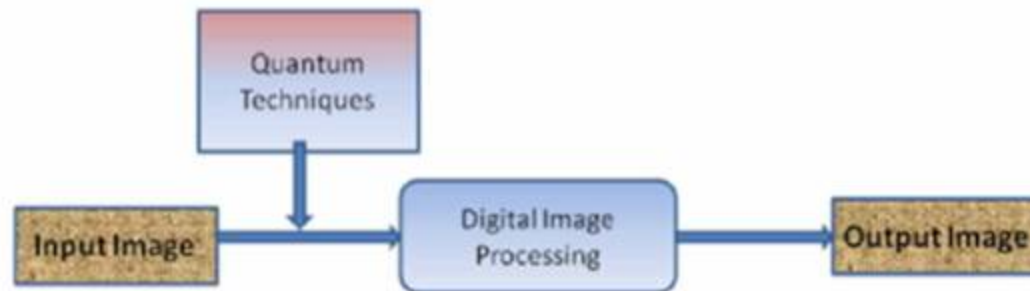 Quantum
Techniques
Input Image
Digital Image
Processing
Output Image